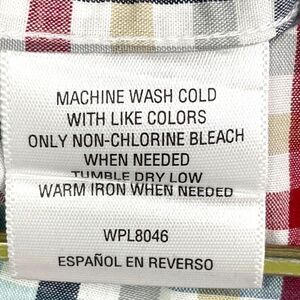 MACHINE WASH COLD
WITH LIKE COLORS
ONLY NON-CHLORINE BLEACH
WHEN NEEDED
TUMBLE DRY LOW
WARM IRON WHEN NEEDED
WPL8046
ESPAÑOL EN REVERSO